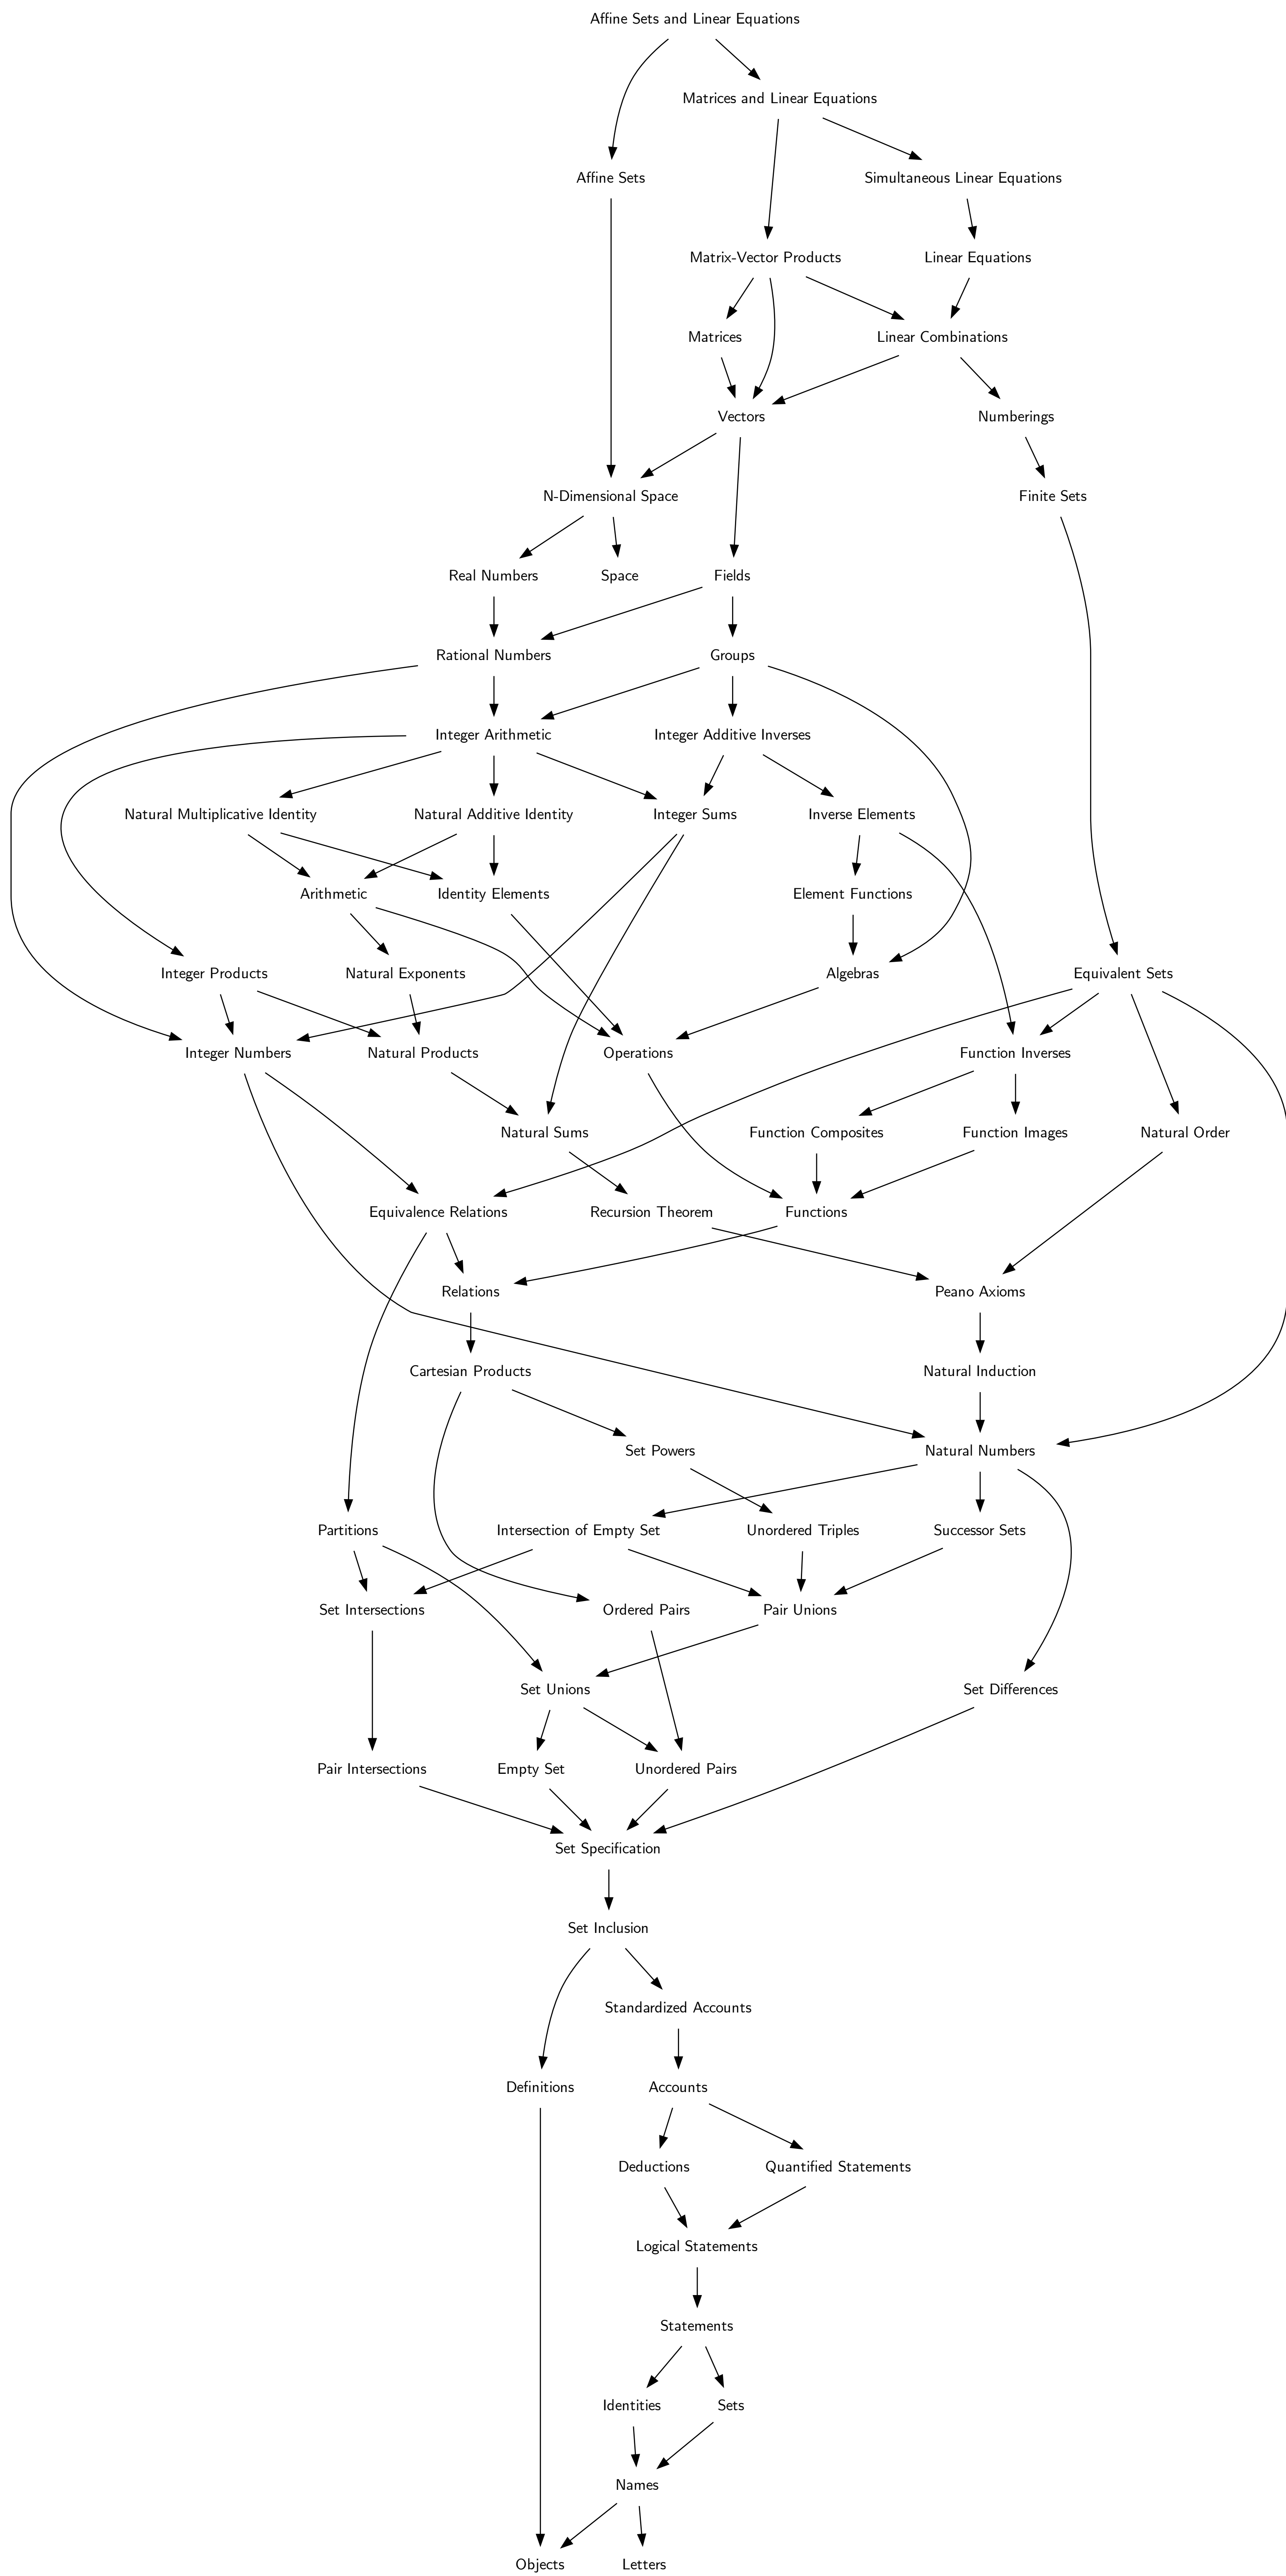 Affine Sets and Linear Equations
Matrices and Linear Equations
Affine Sets
Simultaneous Linear Equations
Matrix-Vector Products
Linear Equations
Matrices
Linear Combinations
Vectors
Numberings
N-Dimensional Space
Finite Sets
Real Numbers
Space
Fields
Rational Numbers
Groups
Integer Arithmetic
Integer Additive Inverses
Natural Multiplicative Identity
Natural Additive Identity
Integer Sums
Inverse Elements
Arithmetic
Identity Elements
Element Functions
Integer Products
Natural Exponents
Algebras
Equivalent Sets
Integer Numbers
Natural Products
Operations
Function Inverses
Natural Sums
Function Composites
Function Images
Natural Order
Equivalence Relations
Recursion Theorem
Functions
Relations
Peano Axioms
Cartesian Products
Natural Induction
Set Powers
Natural Numbers
Partitions
Intersection of Empty Set
Unordered Triples
Successor Sets
Set Intersections
Ordered Pairs
Pair Unions
Set Unions
Set Differences
Pair Intersections
Empty Set
Unordered Pairs
Set Specification
Set Inclusion
Standardized Accounts
Definitions
Accounts
Deductions
Quantified Statements
Logical Statements
Statements
Identities
Sets
Names
Objects
Letters